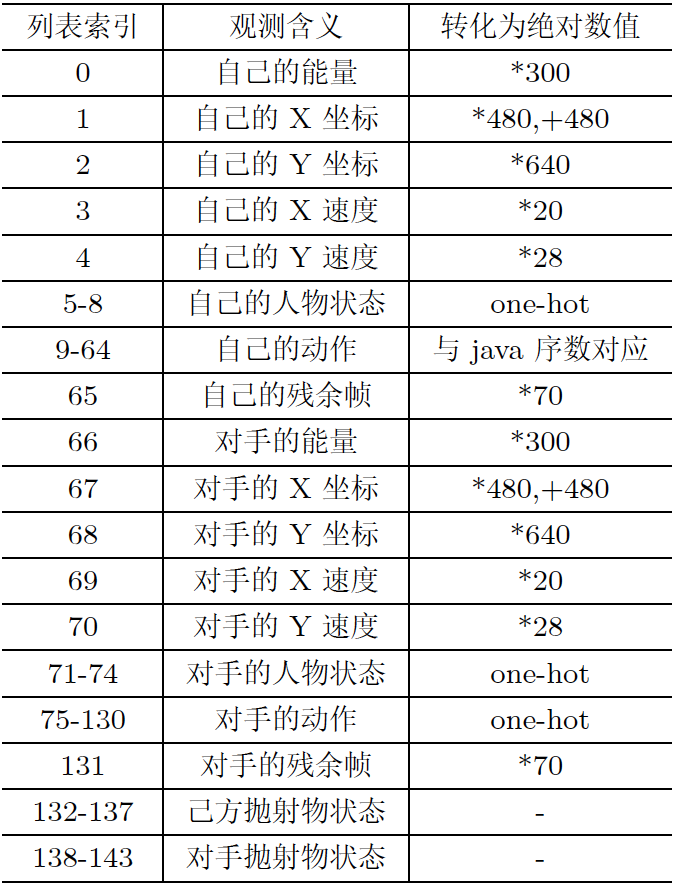 列表索引 观测含义 转化为绝对数值
0 自己的能量 *300
1 自己的 X 坐标 *480,+480
2 自己的 Y 坐标 *640
3 自己的 X 速度 *20
4 自己的 Y 速度 *28
5-8 自己的人物状态 one-hot
9-64 自己的动作 与 java 序数对应
65 自己的残余帧 *70
66 对手的能量 *300
67 对手的 X 坐标 *480,+480
68 对手的 Y 坐标 *640
69 对手的 X 速度 *20
70 对手的 Y 速度 *28
71-74 对手的人物状态 one-hot
75-130 对手的动作 one-hot
131 对手的残余帧 *70
132-137 己方抛射物状态 -
138-143 对手抛射物状态 -